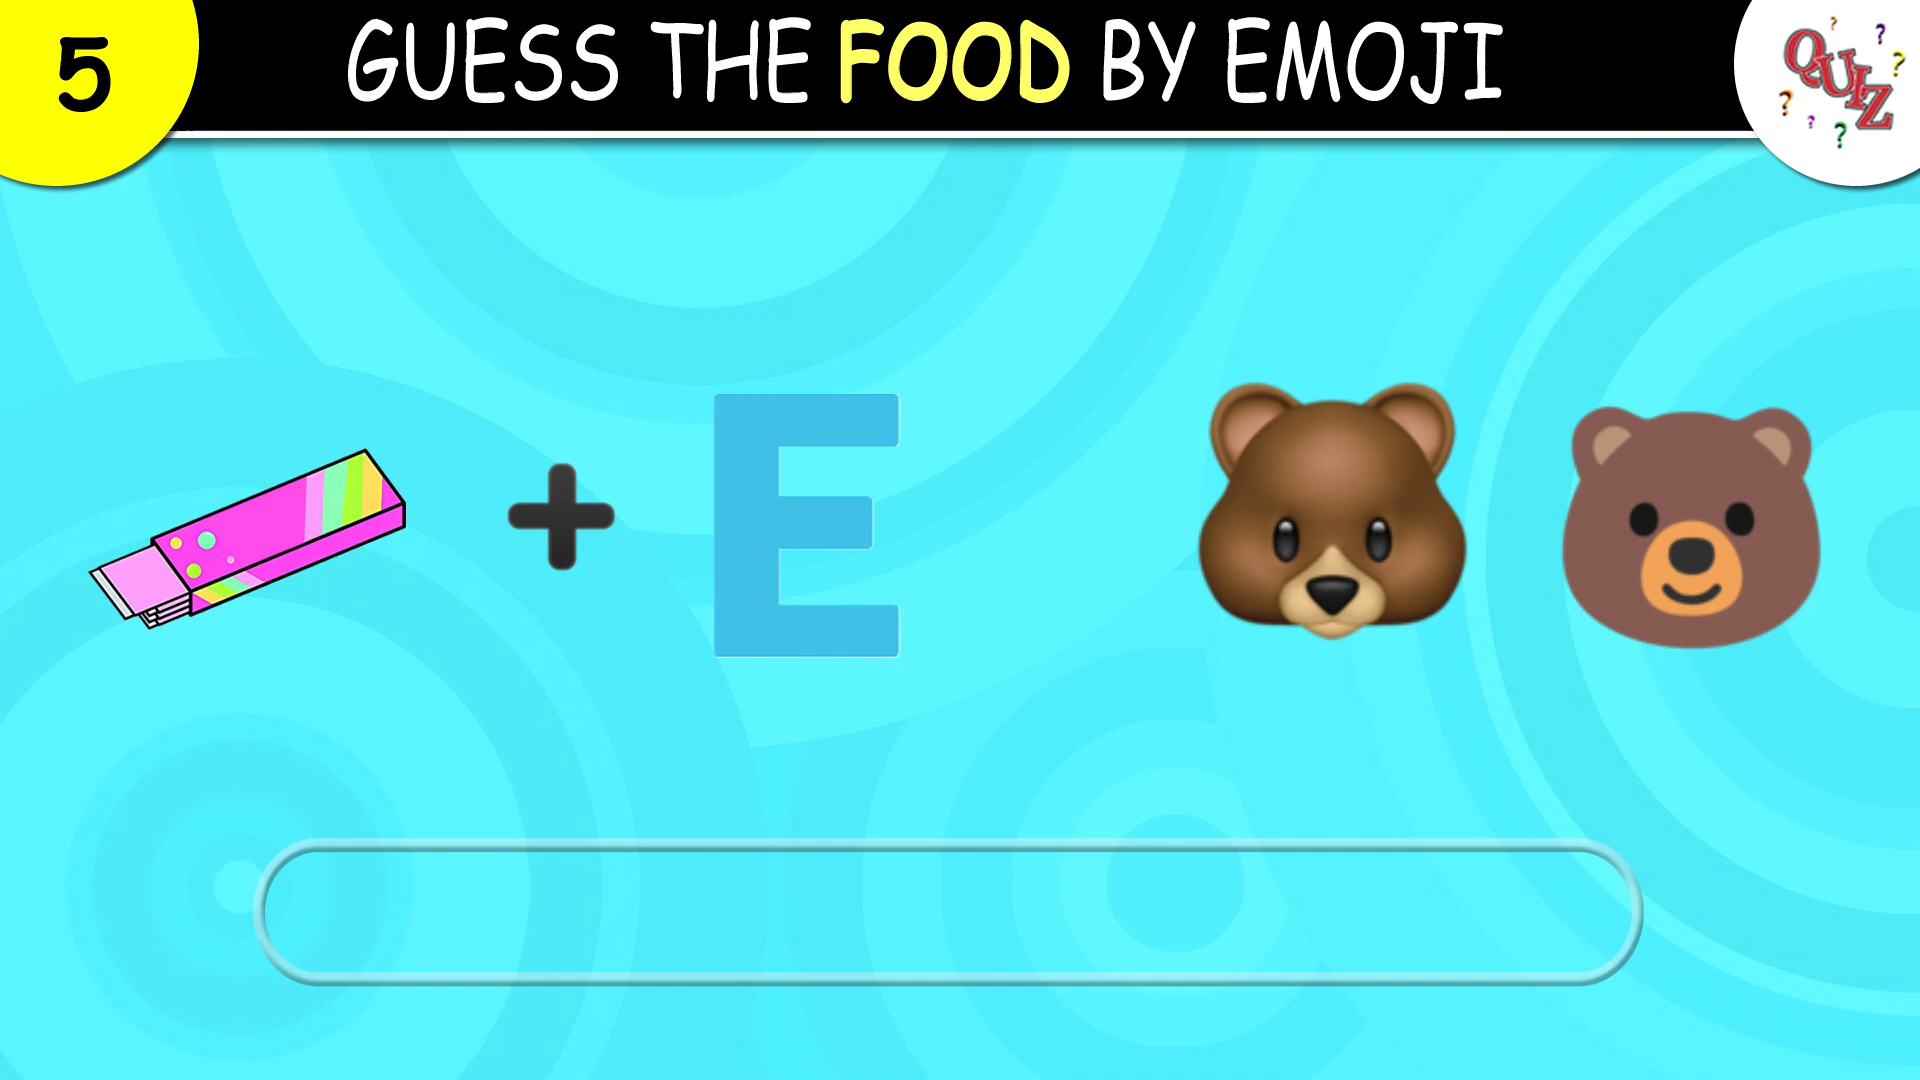 5
GUESS THE FOOD BY EMOJI
QUIZ
? ? ? ? ? ?
E